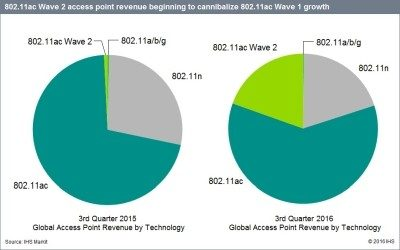 802.11ac Wave 2 access point revenue beginning to cannibalize 802.11ac Wave 1 growth
802.11ac Wave 2
802.11a/b/g
802.11n
802.11ac
3rd Quarter 2015
Global Access Point Revenue by Technology
802.11ac Wave 2
802.11a/b/g
802.11n
802.11ac
3rd Quarter 2016
Global Access Point Revenue by Technology
Source: IHS Markit
© 2016 IHS